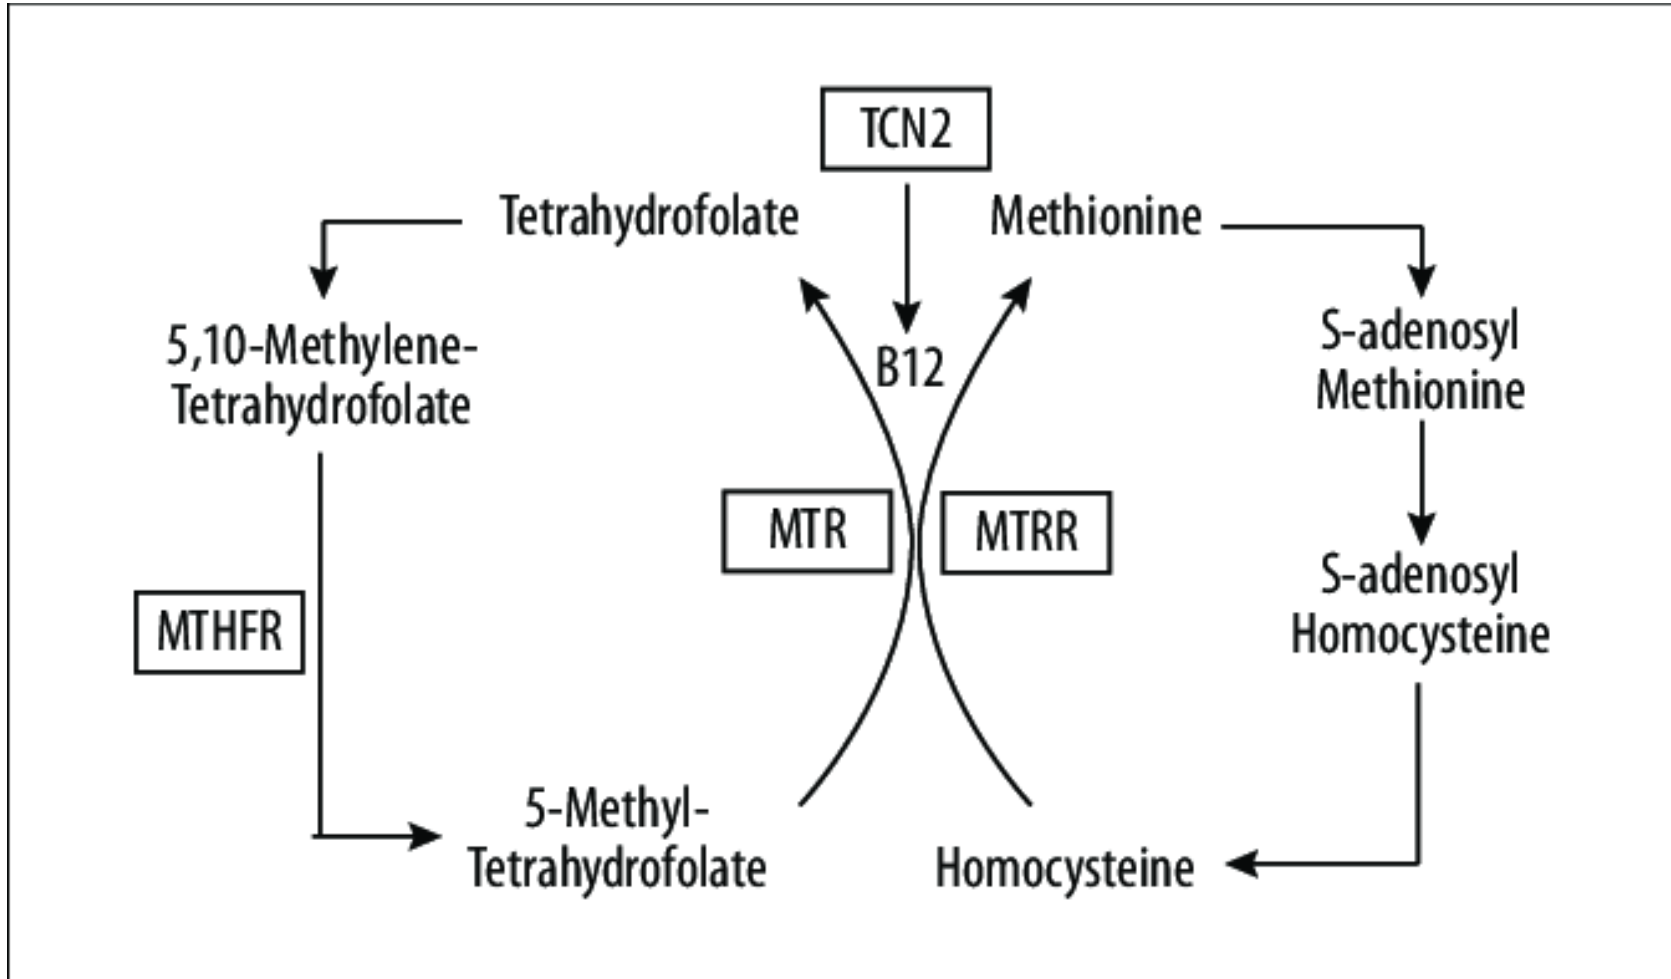 TCN2
Tetrahydrofolate
Methionine
5,10-Methylene-
Tetrahydrofolate
B12
S-adenosyl
Methionine
MTR
MTRR
S-adenosyl
Homocysteine
MTHFR
5-Methyl-
Tetrahydrofolate
Homocysteine